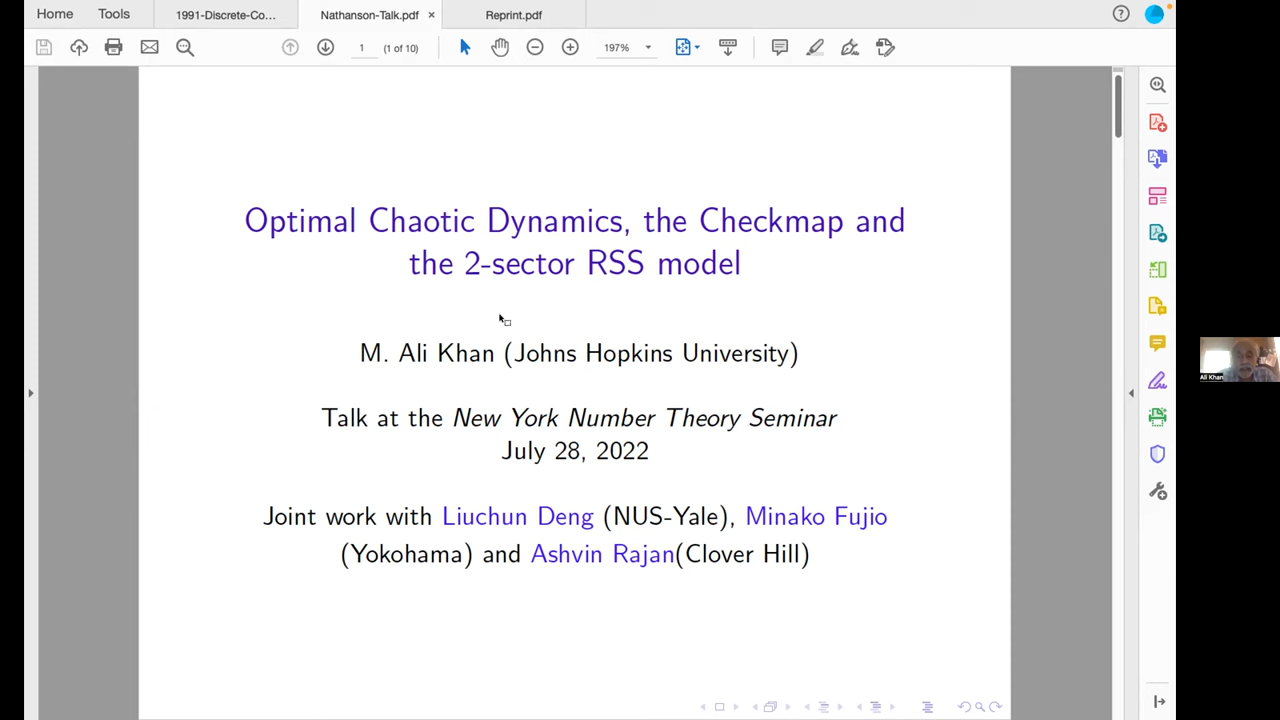 Home
Tools
1991-Discrete-Co...
Nathanson-Talk.pdf
×
Reprint.pdf
1
(1 of 10)
197%
Optimal Chaotic Dynamics, the Checkmap and
the 2-sector RSS model
M. Ali Khan (Johns Hopkins University)
Talk at the New York Number Theory Seminar
July 28, 2022
Joint work with Liuchun Deng (NUS-Yale), Minako Fujio
(Yokohama) and Ashvin Rajan(Clover Hill)
Ali Khan